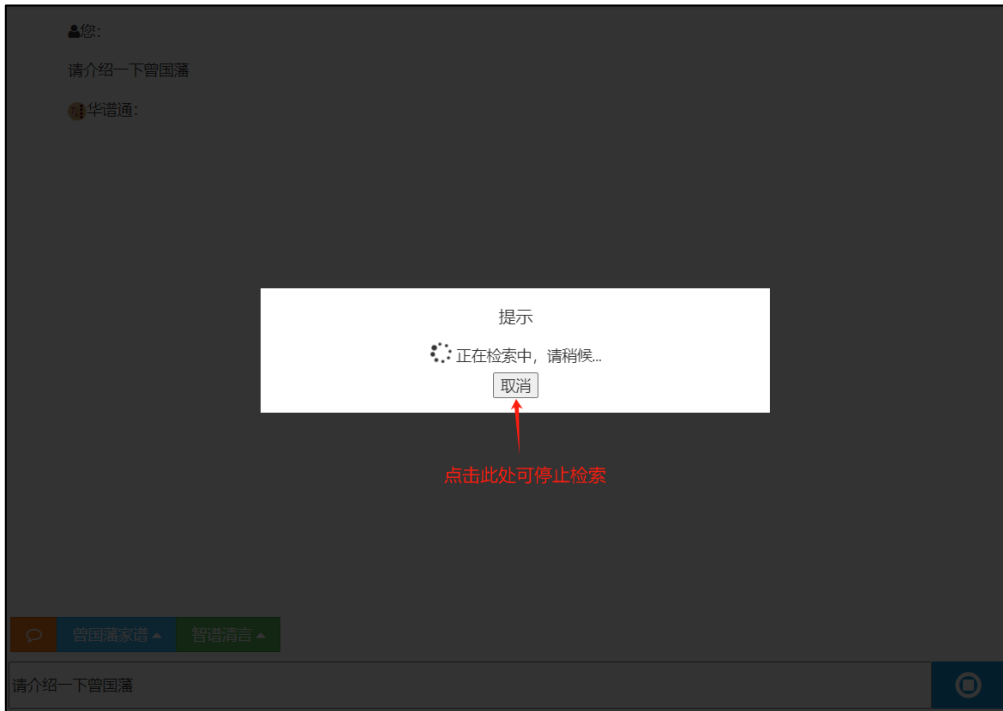 您:
请介绍一下曾国藩
华谱通:
提示
正在检索中，请稍候...
取消
点击此处可停止检索
曾国藩家谱
智谱清言
请介绍一下曾国藩